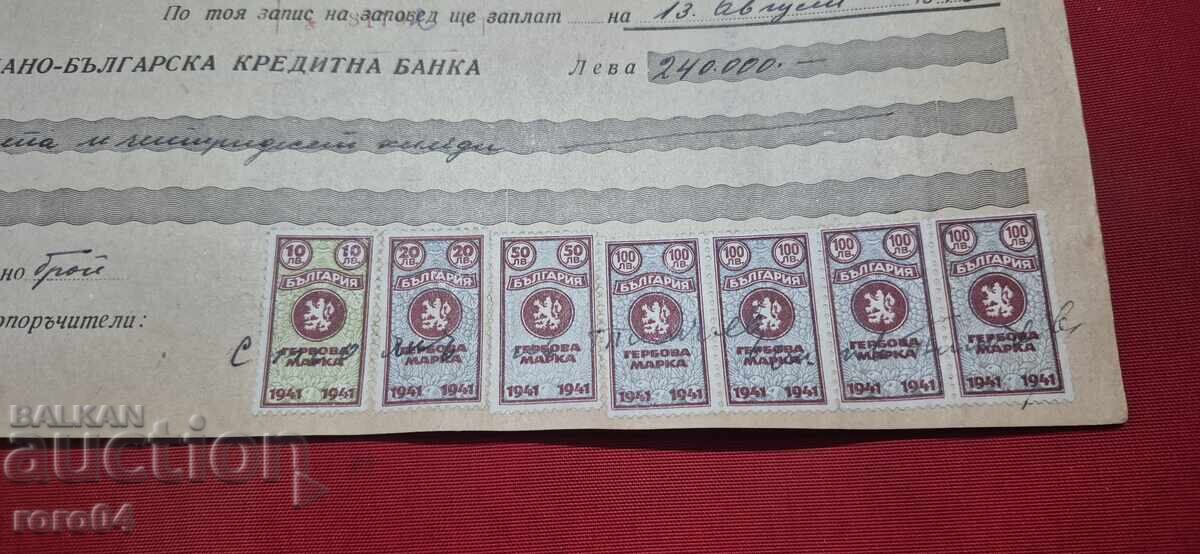 По тоя запис на заповед ще заплат на 13. Август
АНО-БЪЛГАРСКА КРЕДИТНА БАНКА Лева 240.000.—
и четиридесет хиляди
но брой
опоръчители:
10 ЛВ. 10 ЛВ. 20 ЛВ. 20 ЛВ. 50 ЛВ. 50 ЛВ. 100 ЛВ. 100 ЛВ. 100 ЛВ. 100 ЛВ. 100 ЛВ. 100 ЛВ. 100 ЛВ. 100 ЛВ.
БЪЛГАРИЯ БЪЛГАРИЯ БЪЛГАРИЯ БЪЛГАРИЯ БЪЛГАРИЯ БЪЛГАРИЯ БЪЛГАРИЯ
ГЕРБОВА ГЕРБОВА ГЕРБОВА ГЕРБОВА ГЕРБОВА ГЕРБОВА ГЕРБОВА
МАРКА МАРКА МАРКА МАРКА МАРКА МАРКА МАРКА
1941 1941 1941 1941 1941 1941 1941 1941 1941 1941 1941 1941 1941 1941
BALKAN
auction
roro64